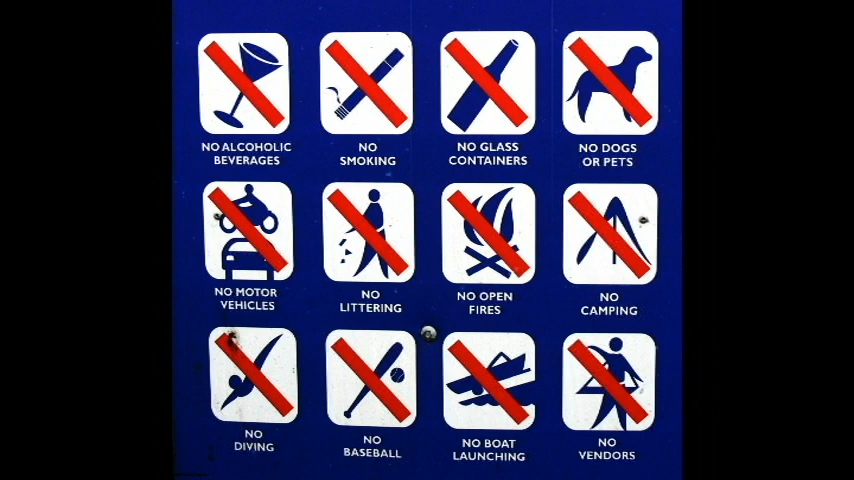 NO ALCOHOLIC
BEVERAGES
NO
SMOKING
NO GLASS
CONTAINERS
NO DOGS
OR PETS
NO MOTOR
VEHICLES
NO
LITTERING
NO OPEN
FIRES
NO
CAMPING
NO
DIVING
NO
BASEBALL
NO BOAT
LAUNCHING
NO
VENDORS